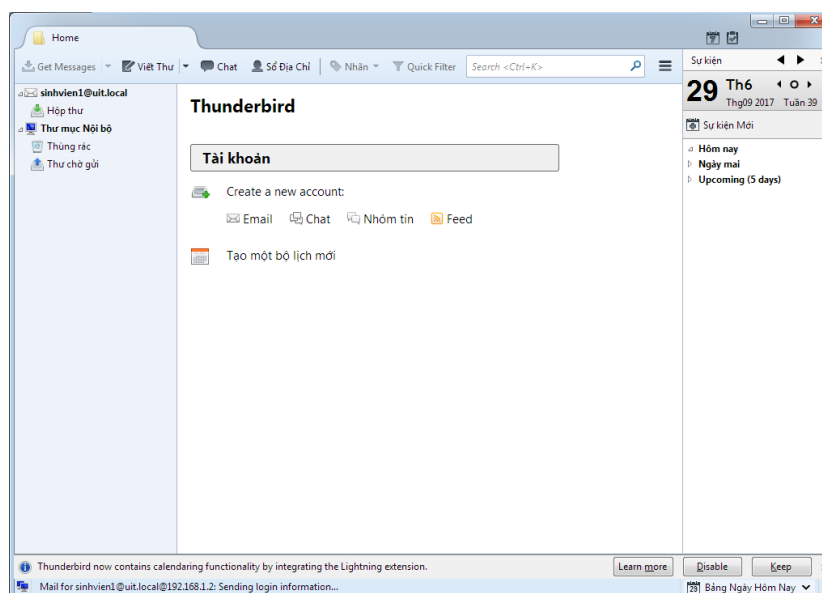 Home
Get Messages Viết Thư Chat Sổ Địa Chỉ Nhãn Quick Filter Search <Ctrl+K>
sinhvien1@uit.local
Hộp thư
Thư mục Nội bộ
Thùng rác
Thư chờ gửi
Thunderbird
Tài khoản
Create a new account:
Email Chat Nhóm tin Feed
Tạo một bộ lịch mới
Sự kiện
29 Th6
Thg09 2017 Tuần 39
Sự kiện Mới
Hôm nay
Ngày mai
Upcoming (5 days)
Thunderbird now contains calendaring functionality by integrating the Lightning extension. Learn more Disable Keep
Mail for sinhvien1@uit.local@192.168.1.2: Sending login information... 29 Bảng Ngày Hôm Nay